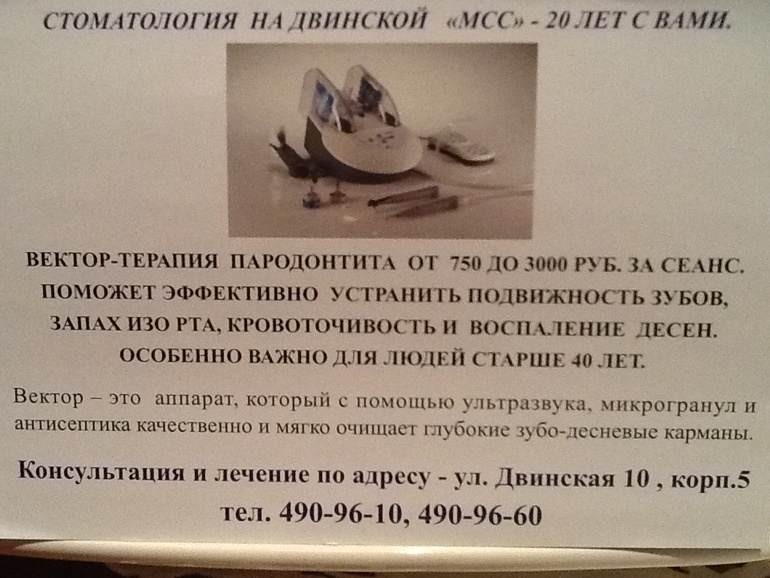 СТОМАТОЛОГИЯ НА ДВИНСКОЙ «МСС» - 20 ЛЕТ С ВАМИ.
ВЕКТОР-ТЕРАПИЯ ПАРОДОНТИТА ОТ 750 ДО 3000 РУБ. ЗА СЕАНС.
ПОМОЖЕТ ЭФФЕКТИВНО УСТРАНИТЬ ПОДВИЖНОСТЬ ЗУБОВ,
ЗАПАХ ИЗО РТА, КРОВОТОЧИВОСТЬ И ВОСПАЛЕНИЕ ДЕСЕН.
ОСОБЕННО ВАЖНО ДЛЯ ЛЮДЕЙ СТАРШЕ 40 ЛЕТ.
Вектор – это аппарат, который с помощью ультразвука, микрогранул и
антисептика качественно и мягко очищает глубокие зубо-десневые карманы.
Консультация и лечение по адресу - ул. Двинская 10 , корп.5
тел. 490-96-10, 490-96-60